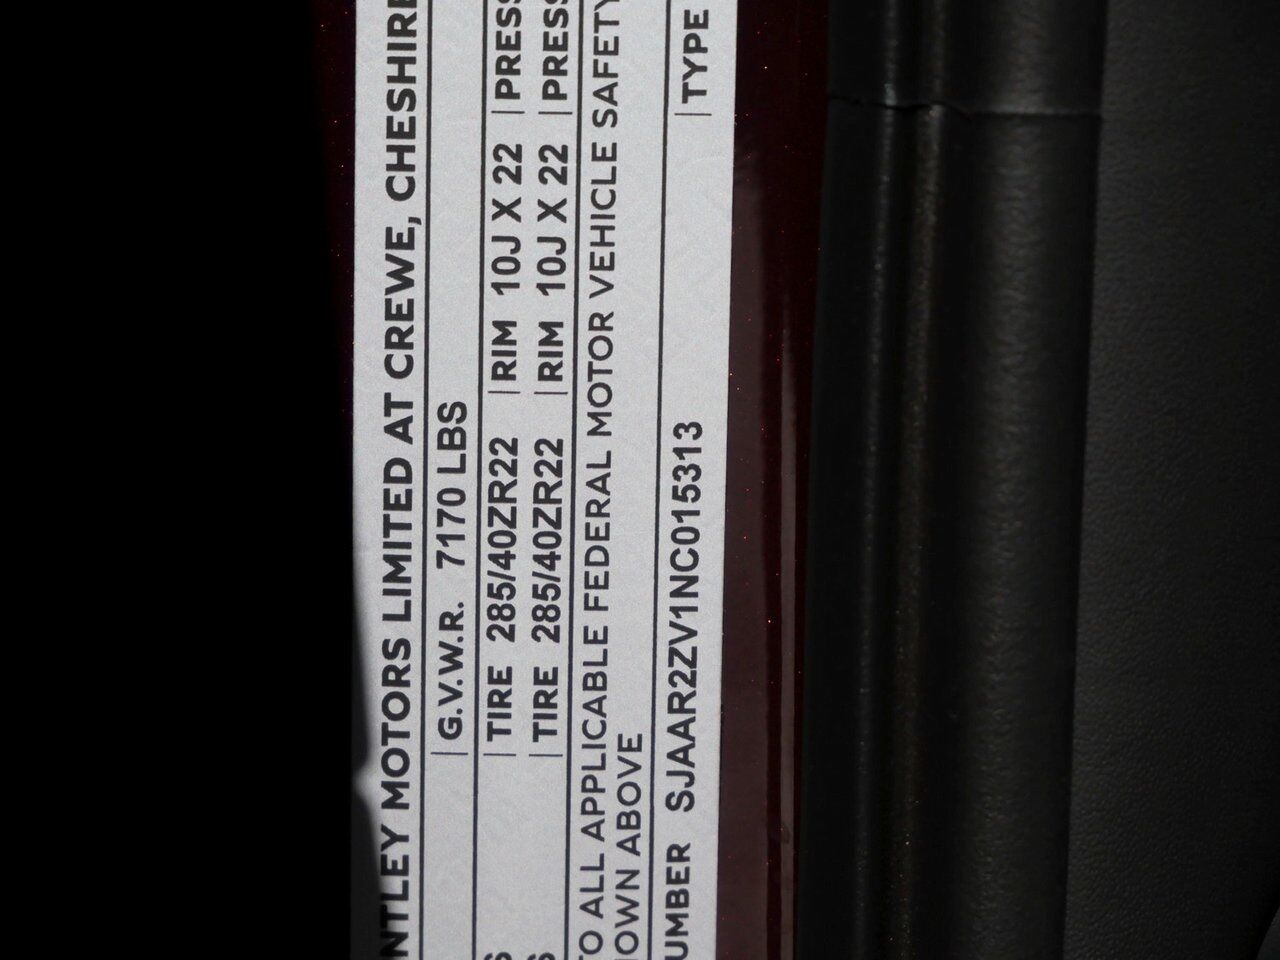 NTLEY MOTORS LIMITED AT CREWE, CHESHIRE
G.V.W.R. 7170 LBS
S | TIRE 285/40ZR22 | RIM 10J X 22 | PRESS
S | TIRE 285/40ZR22 | RIM 10J X 22 | PRESS
TO ALL APPLICABLE FEDERAL MOTOR VEHICLE SAFETY
HOWN ABOVE
UMBER SJAAR2ZV1NC015313 | TYPE